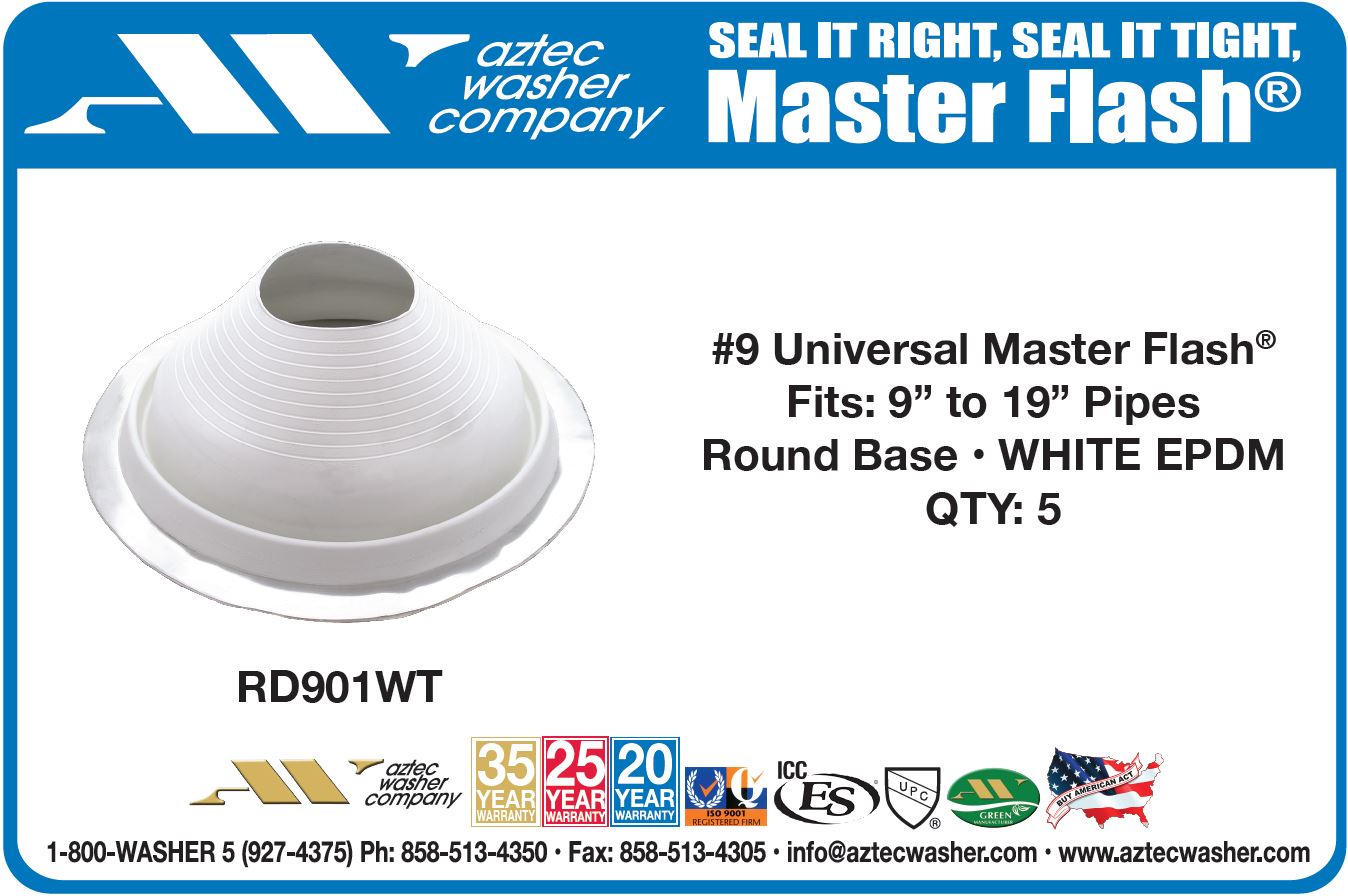 aztec
washer
company
SEAL IT RIGHT, SEAL IT TIGHT,
Master Flash®
#9 Universal Master Flash®
Fits: 9” to 19” Pipes
Round Base • WHITE EPDM
QTY: 5
RD901WT
aztec
washer
company
35
YEAR
WARRANTY
25
YEAR
WARRANTY
20
YEAR
WARRANTY
Q
ISO 9001
REGISTERED FIRM
ICC
ES
UPC
®
GREEN
MANUFACTURER
BUY AMERICAN ACT
1-800-WASHER 5 (927-4375) Ph: 858-513-4350 • Fax: 858-513-4305 • info@aztecwasher.com • www.aztecwasher.com